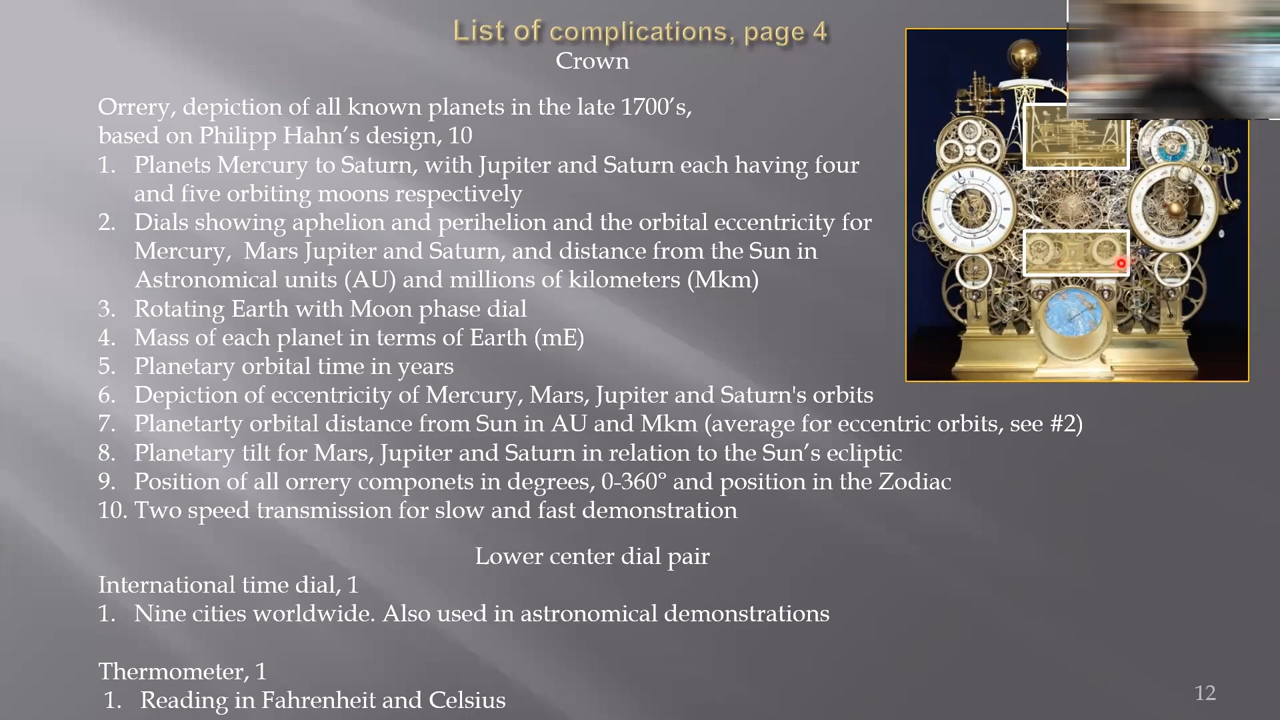 List of complications, page 4
Crown
Orrery, depiction of all known planets in the late 1700’s,
based on Philipp Hahn’s design, 10
1. Planets Mercury to Saturn, with Jupiter and Saturn each having four
and five orbiting moons respectively
2. Dials showing aphelion and perihelion and the orbital eccentricity for
Mercury, Mars Jupiter and Saturn, and distance from the Sun in
Astronomical units (AU) and millions of kilometers (Mkm)
3. Rotating Earth with Moon phase dial
4. Mass of each planet in terms of Earth (mE)
5. Planetary orbital time in years
6. Depiction of eccentricity of Mercury, Mars, Jupiter and Saturn's orbits
7. Planetarty orbital distance from Sun in AU and Mkm (average for eccentric orbits, see #2)
8. Planetary tilt for Mars, Jupiter and Saturn in relation to the Sun’s ecliptic
9. Position of all orrery componets in degrees, 0-360° and position in the Zodiac
10. Two speed transmission for slow and fast demonstration
Lower center dial pair
International time dial, 1
1. Nine cities worldwide. Also used in astronomical demonstrations
Thermometer, 1
1. Reading in Fahrenheit and Celsius
12